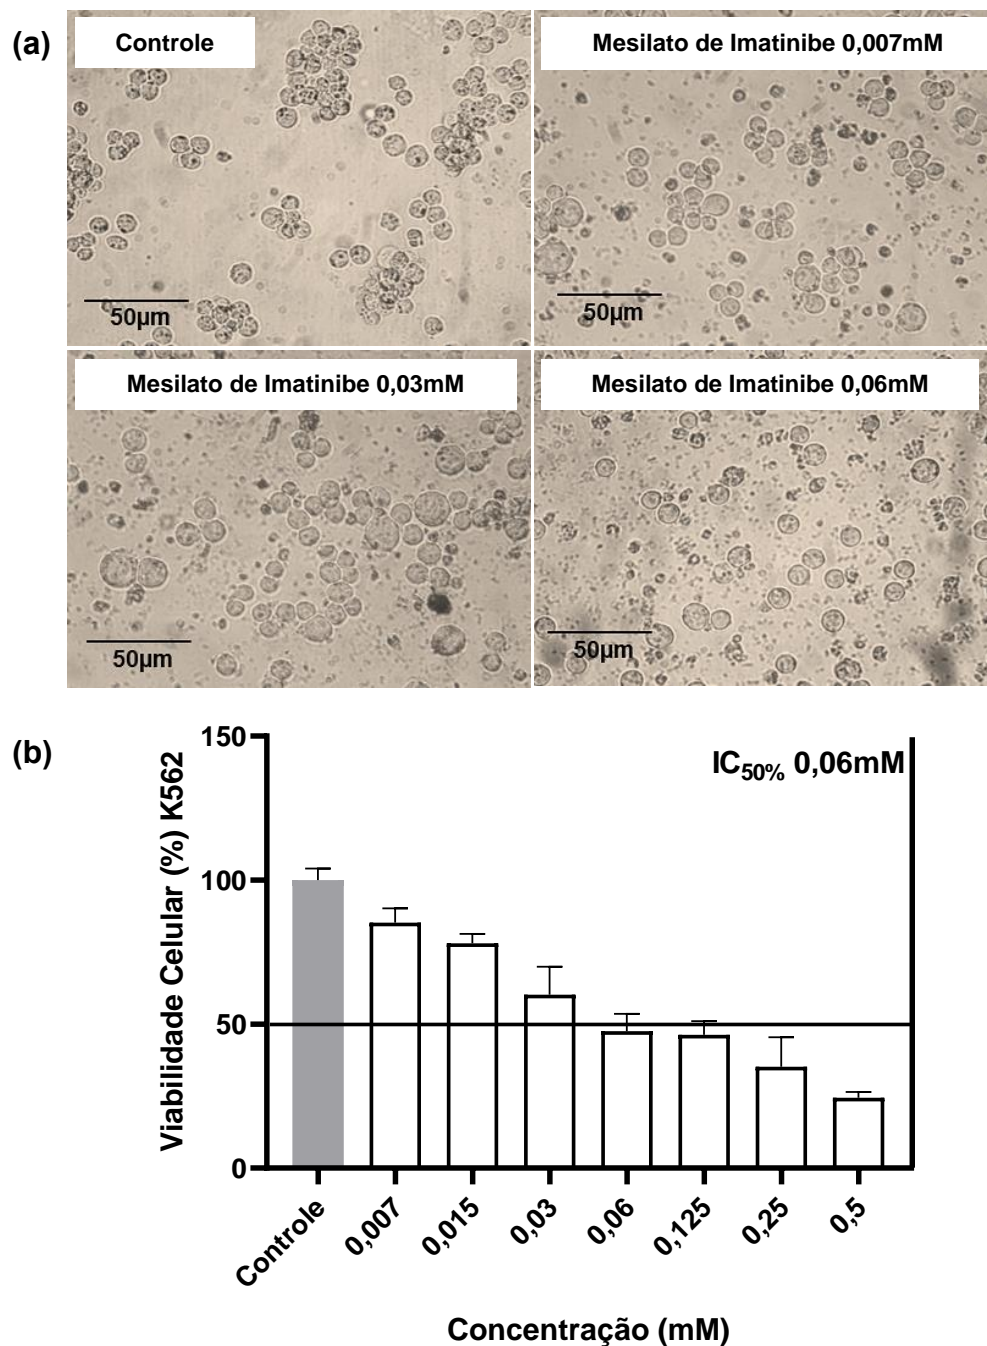 (a)
Controle
Mesilato de Imatinibe 0,007mM
50µm
50µm
Mesilato de Imatinibe 0,03mM
Mesilato de Imatinibe 0,06mM
50µm
50µm
(b)
Viabilidade Celular (%) K562
150
100
50
0
IC50% 0,06mM
Controle
0,007
0,015
0,03
0,06
0,125
0,25
0,5
Concentração (mM)